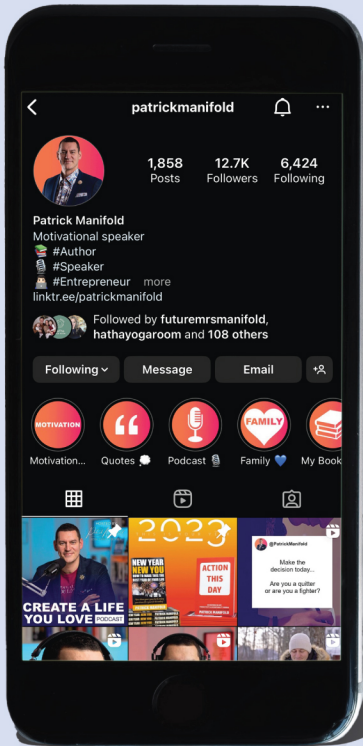 patrickmanifold
1,858 12.7K 6,424
Posts Followers Following
Patrick Manifold
Motivational speaker
#Author
#Speaker
#Entrepreneur more
linktr.ee/patrickmanifold
Followed by futuremrsmanifold,
hathayogaroom and 108 others
Following Message Email
MOTIVATION
FAMILY
Motivation... Quotes Podcast Family My Book
CREATE A LIFE
YOU LOVE PODCAST
2023
NEW YEAR
NEW YOU
ACTION
THIS
DAY
PATRICK MANIFOLD
@PatrickManifold
Make the
decision today...
Are you a quitter
or are you a fighter?